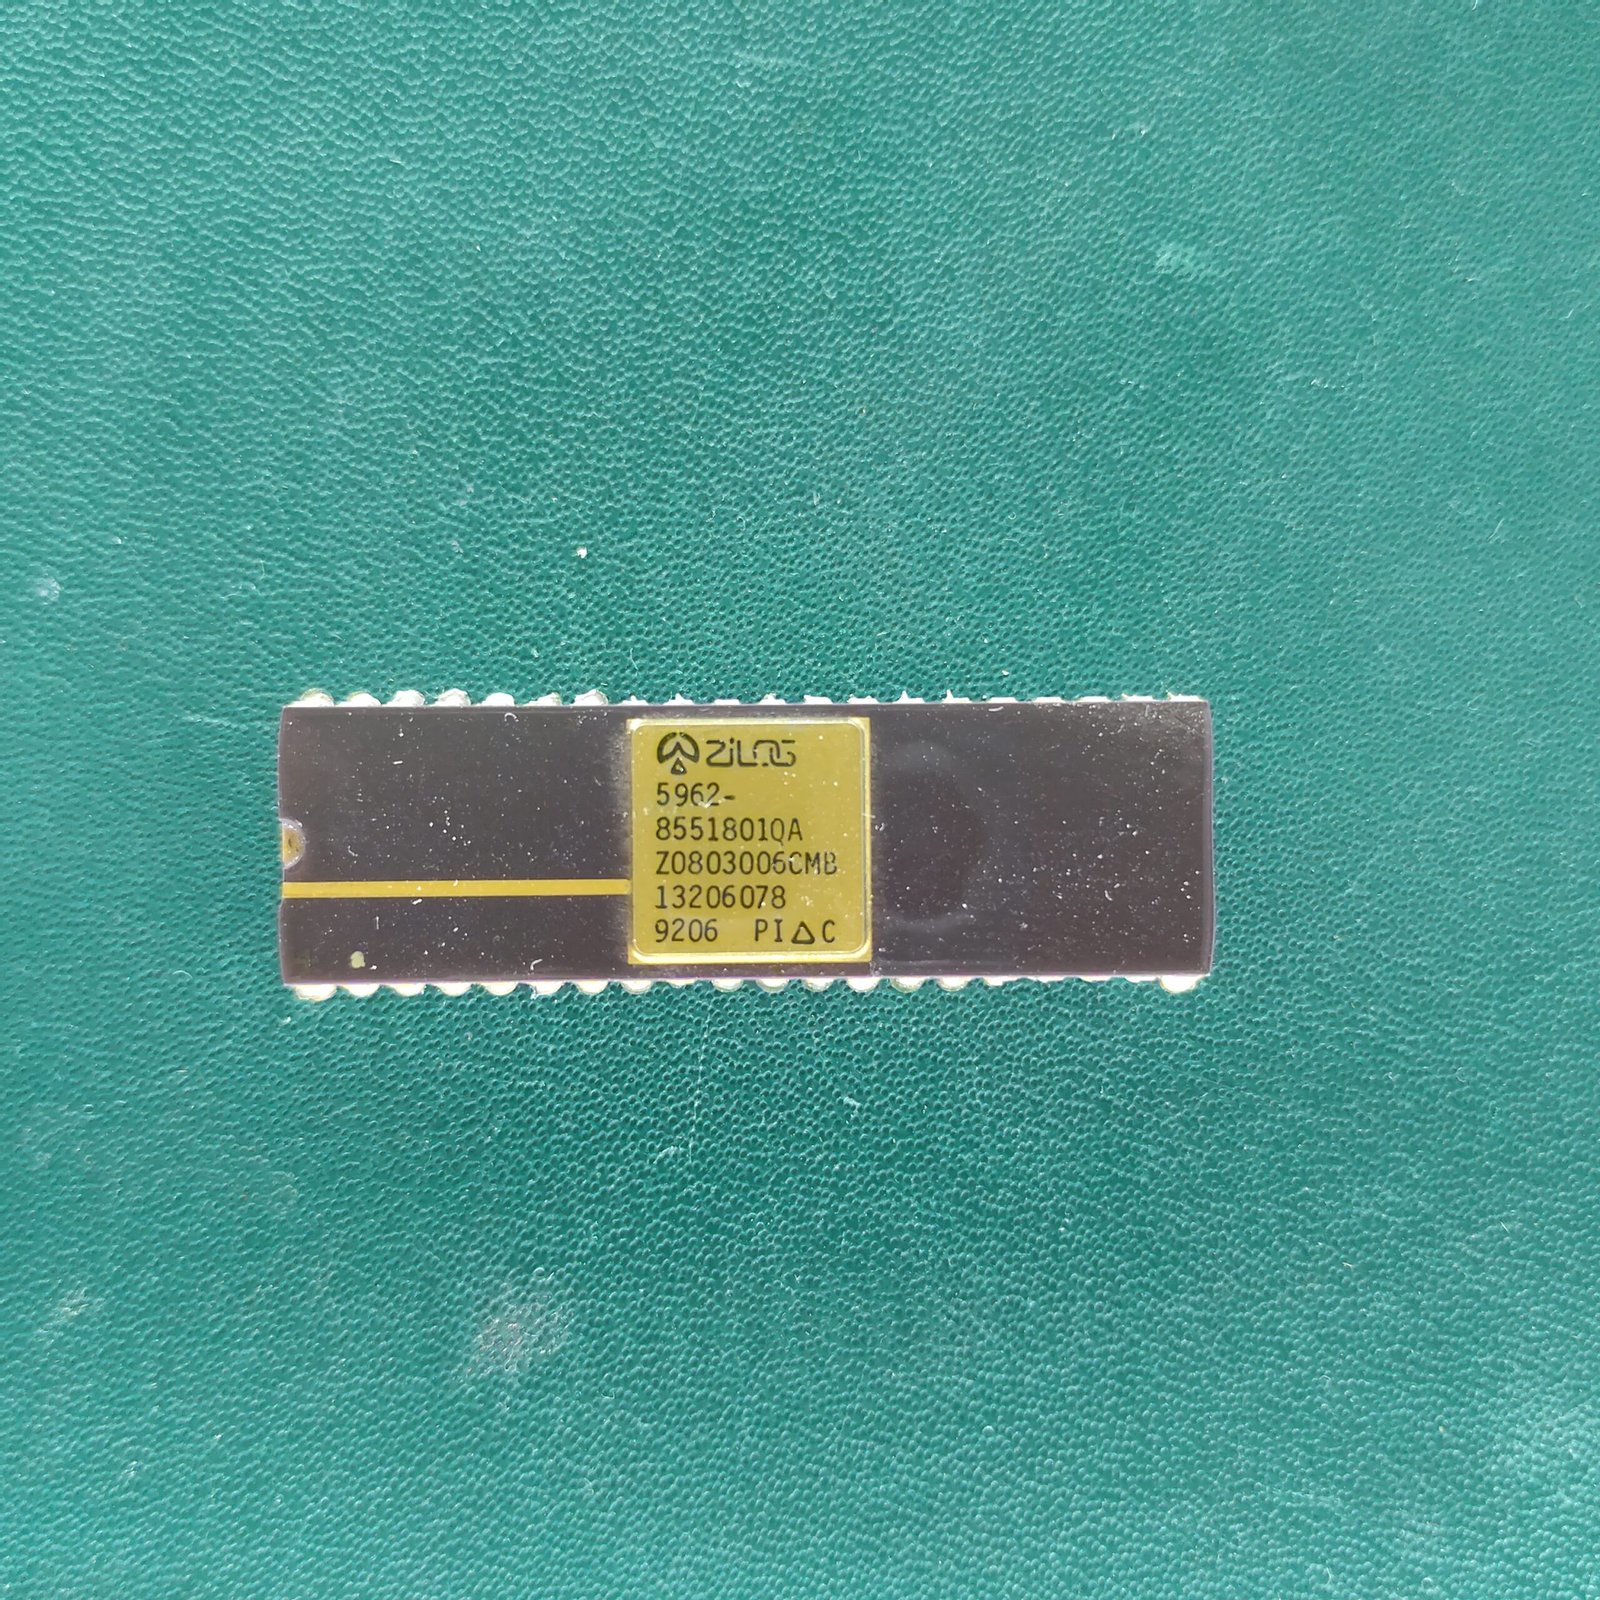 ZiLOG
5962-
8551801QA
Z0803006CMB
13206078
9206 PI△C